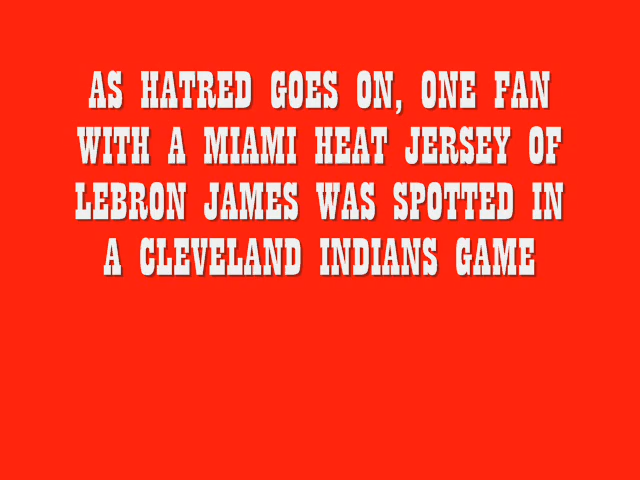 AS HATRED GOES ON, ONE FAN
WITH A MIAMI HEAT JERSEY OF
LEBRON JAMES WAS SPOTTED IN
A CLEVELAND INDIANS GAME